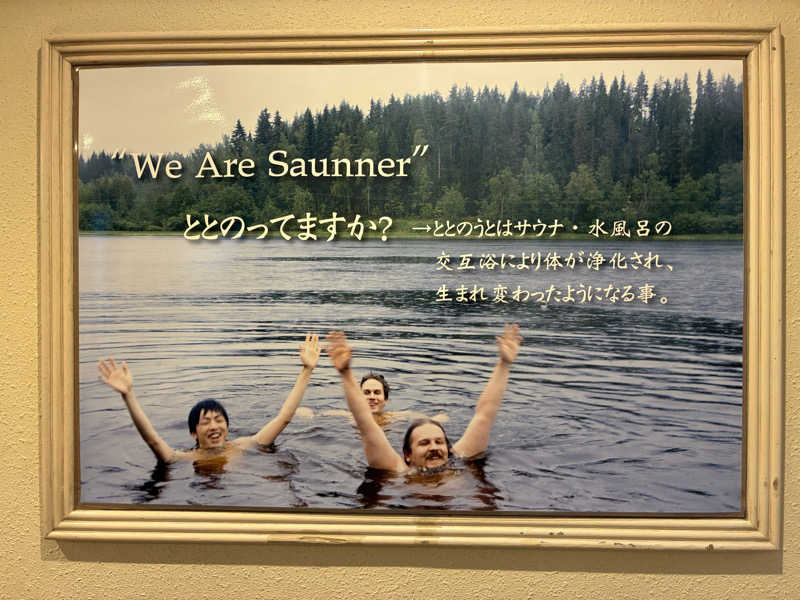 “We Are Saunner”
ととのってますか? →ととのうとはサウナ・水風呂の
交互浴により体が浄化され、
生まれ変わったようになる事。